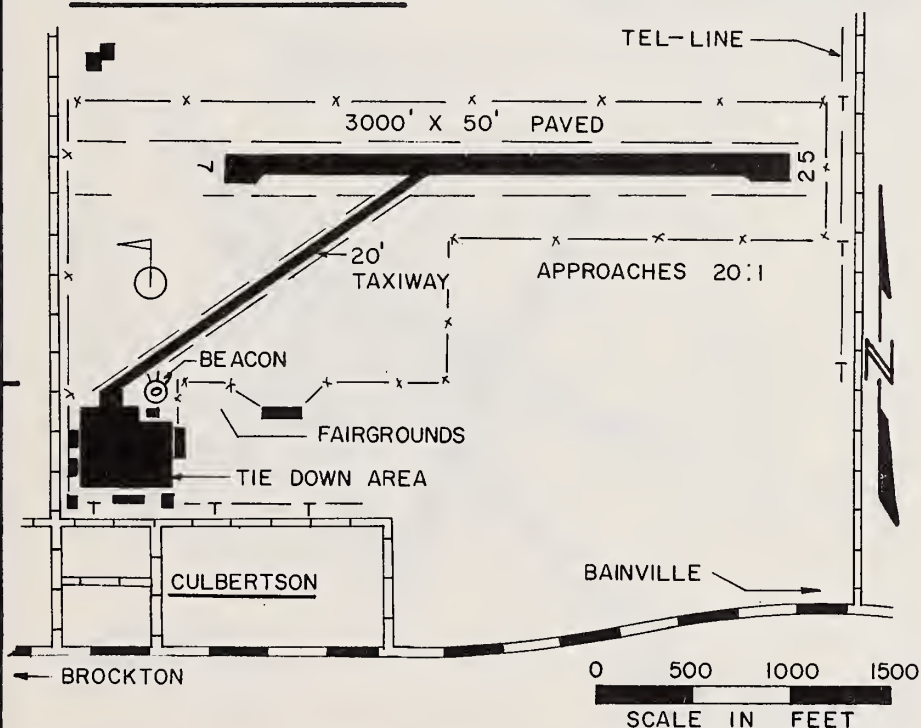 TEL-LINE
3000' X 50' PAVED
7
25
20'
TAXIWAY
APPROACHES 20:1
BEACON
N
FAIRGROUNDS
TIE DOWN AREA
CULBERTSON
BAINVILLE
BROCKTON
0 500 1000 1500
SCALE IN FEET